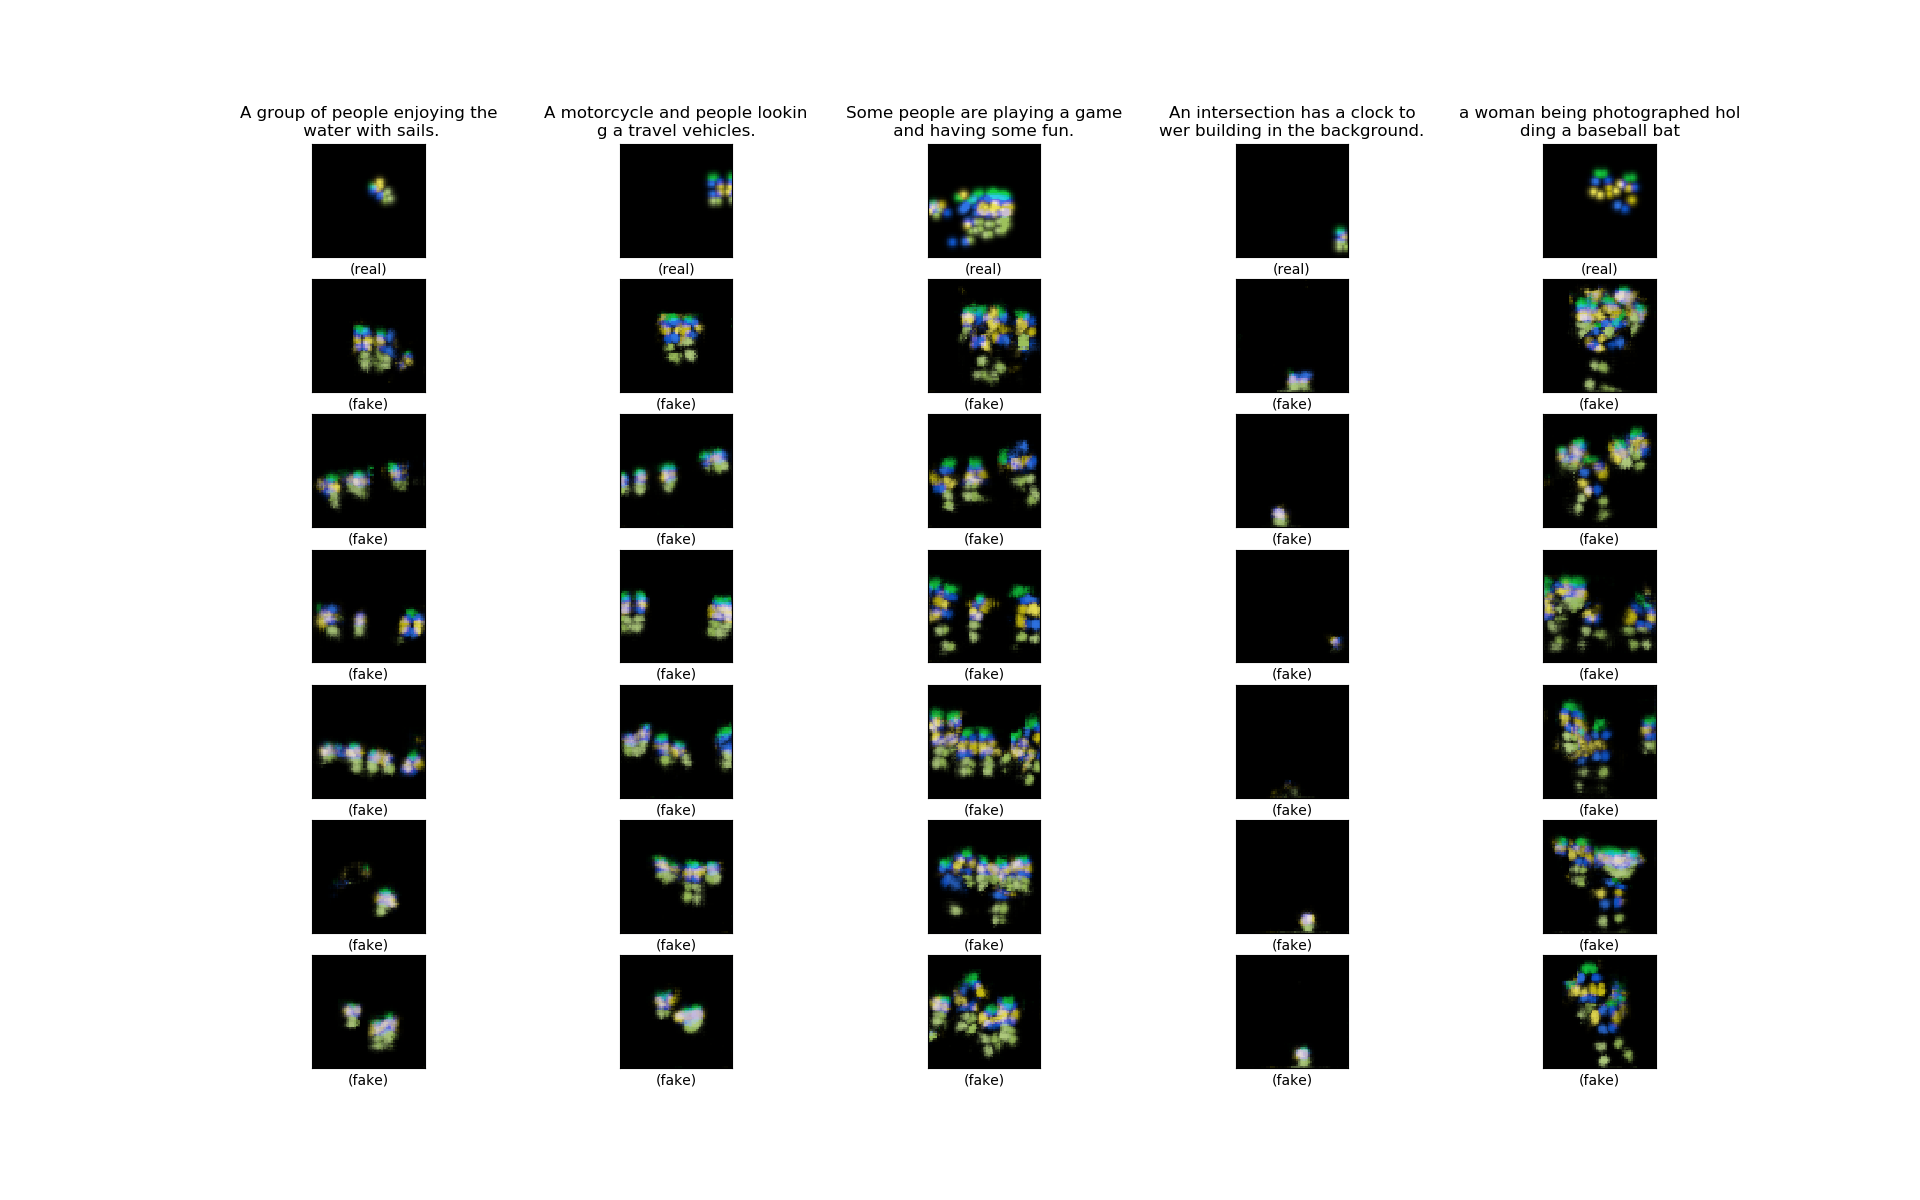 A group of people enjoying the
water with sails.
A motorcycle and people lookin
g a travel vehicles.
Some people are playing a game
and having some fun.
An intersection has a clock to
wer building in the background.
a woman being photographed hol
ding a baseball bat
(real) (real) (real) (real) (real)
(fake) (fake) (fake) (fake) (fake)
(fake) (fake) (fake) (fake) (fake)
(fake) (fake) (fake) (fake) (fake)
(fake) (fake) (fake) (fake) (fake)
(fake) (fake) (fake) (fake) (fake)
(fake) (fake) (fake) (fake) (fake)